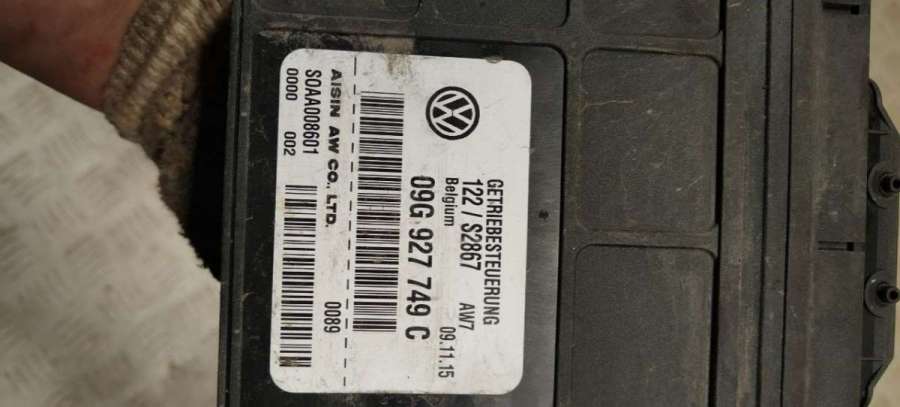 GETRIEBESTEUERUNG
122 / S2867 AW7
Belgium 09.11.15
09G 927 749 C
AISIN AW CO., LTD. 0089
S0AA008601
0000 002